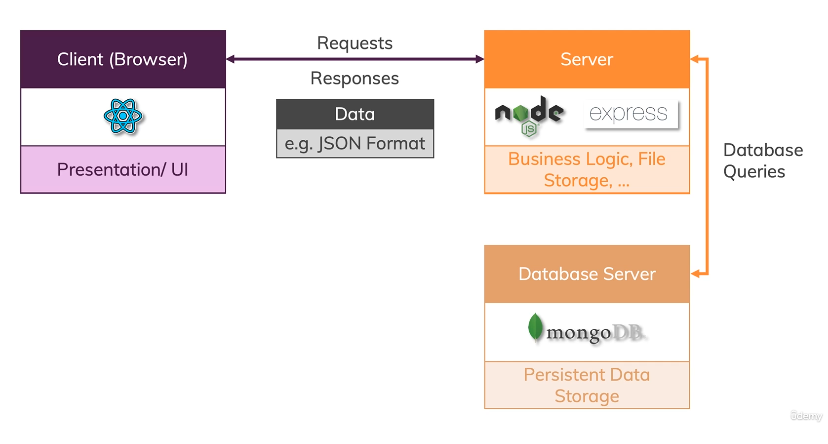 Client (Browser)
Presentation/ UI
Requests
Responses
Data
e.g. JSON Format
Server
node
JS
express
Business Logic, File
Storage, ...
Database
Queries
Database Server
mongoDB
Persistent Data
Storage
ûdemy